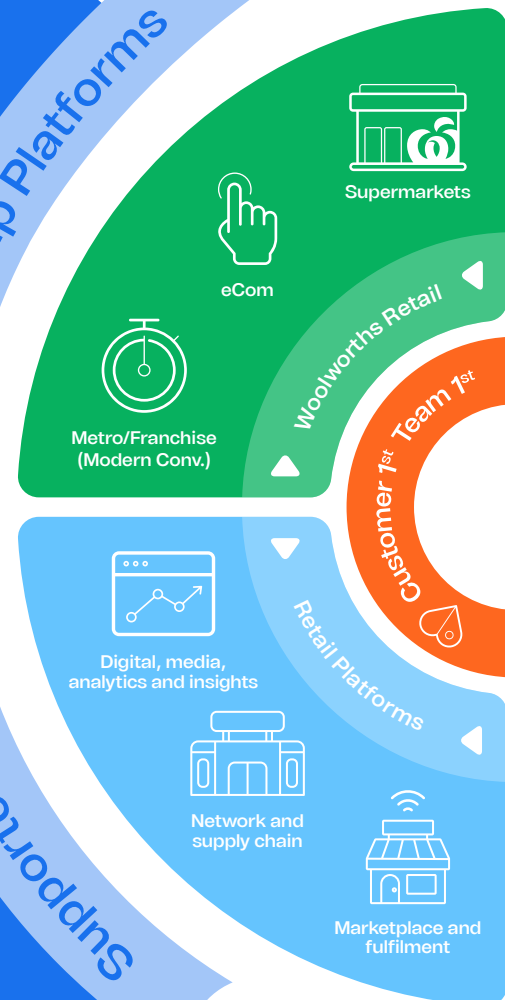 Platforms
Supermarkets
eCom
Woolworths Retail
Metro/Franchise
(Modern Conv.)
Customer 1st Team 1st
Digital, media,
analytics and insights
Retail Platforms
Network and
supply chain
Marketplace and
fulfilment